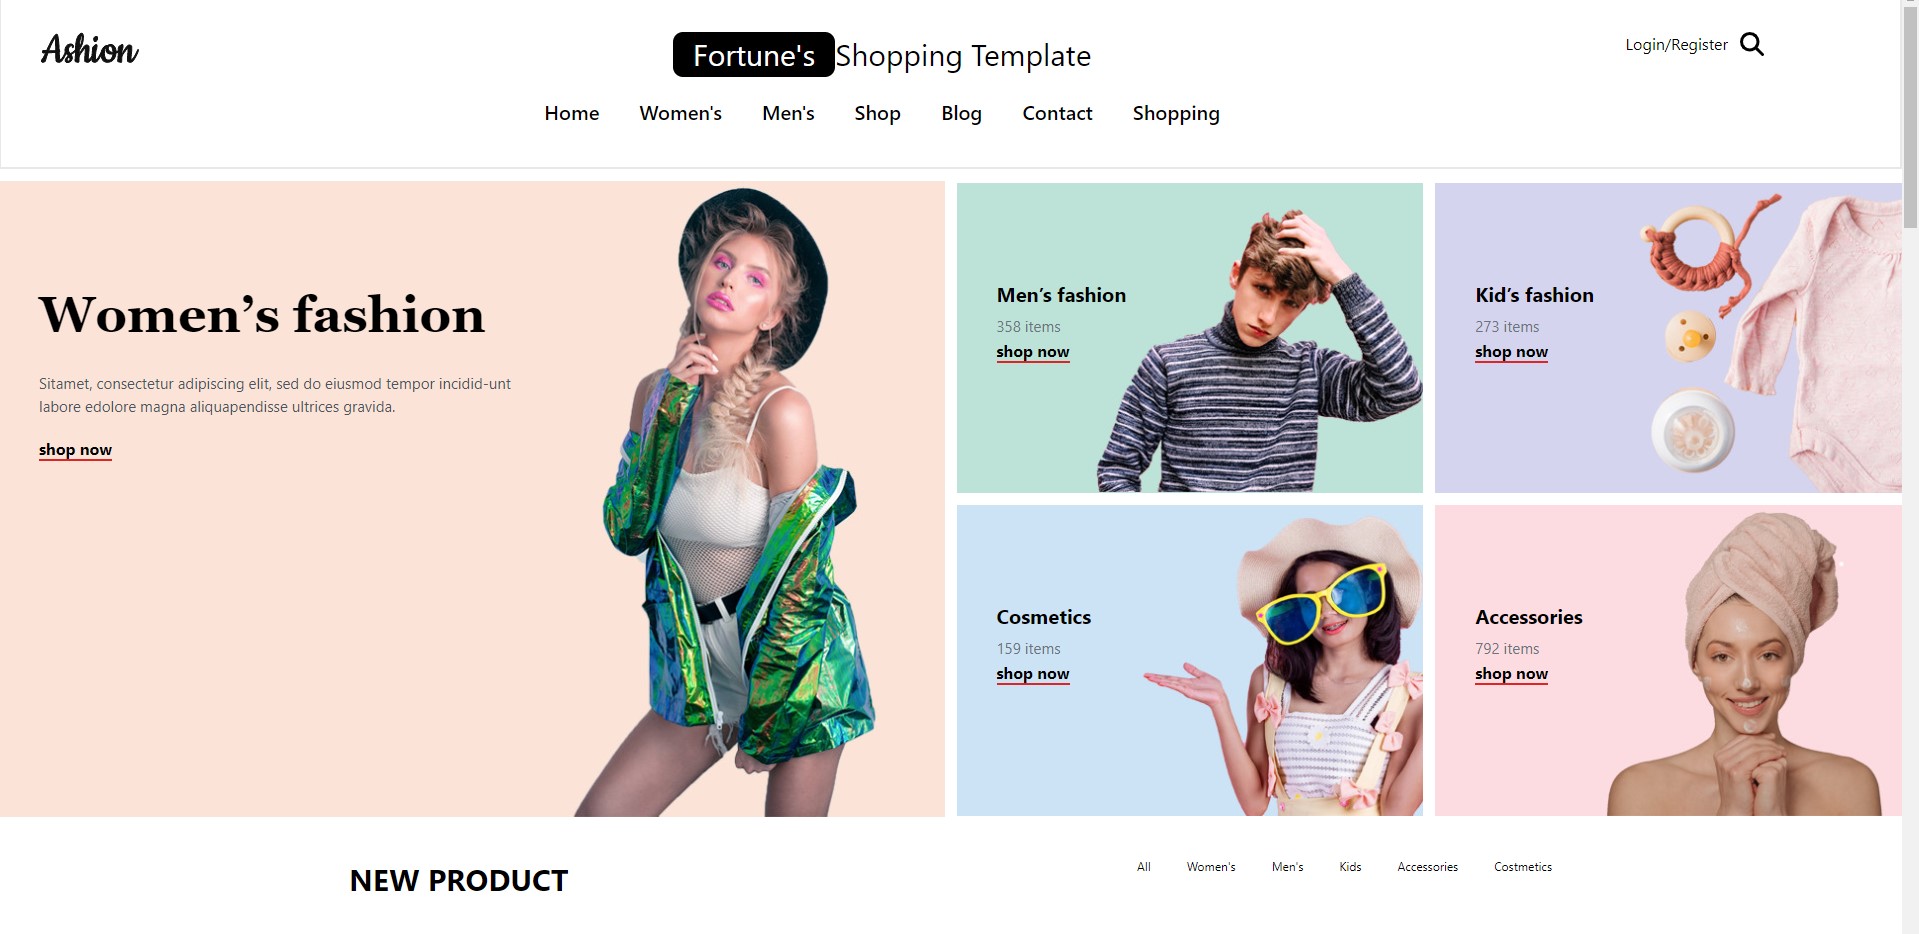 Ashion
Fortune's Shopping Template
Login/Register
Home Women's Men's Shop Blog Contact Shopping
Women’s fashion
Sitamet, consectetur adipiscing elit, sed do eiusmod tempor incidid-unt
labore edolore magna aliquapendisse ultrices gravida.
shop now
Men’s fashion
358 items
shop now
Kid’s fashion
273 items
shop now
Cosmetics
159 items
shop now
Accessories
792 items
shop now
NEW PRODUCT
All Women's Men's Kids Accessories Costmetics